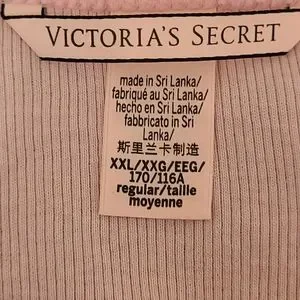 VICTORIA'S SECRET
made in Sri Lanka/
fabriqué au Sri Lanka/
hecho en Sri Lanka/
fabbricato in Sri
Lanka/
斯里兰卡制造
XXL/XXG/EEG/
170/116A
regular/taille
moyenne